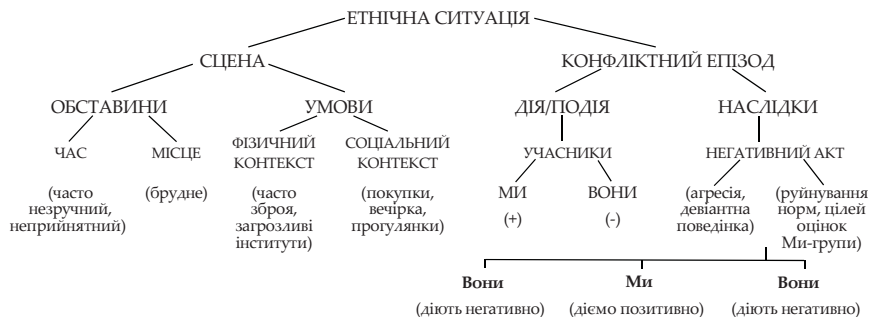 ЕТНІЧНА СИТУАЦІЯ
СЦЕНА
КОНФЛІКТНИЙ ЕПІЗОД
ОБСТАВИНИ
УМОВИ
ДІЯ/ПОДІЯ
НАСЛІДКИ
ЧАС
МІСЦЕ
ФІЗИЧНИЙ
КОНТЕКСТ
СОЦІАЛЬНИЙ
КОНТЕКСТ
УЧАСНИКИ
НЕГАТИВНИЙ АКТ
(часто
незручний,
неприйнятний)
(брудне)
(часто
зброя,
загрозливі
інститути)
(покупки,
вечірка,
прогулянки)
МИ
(+)
ВОНИ
(-)
(агресія,
девіантна
поведінка)
(руйнування
норм, цілей
оцінок
Ми-групи)
Вони
(діють негативно)
Ми
(діємо позитивно)
Вони
(діють негативно)